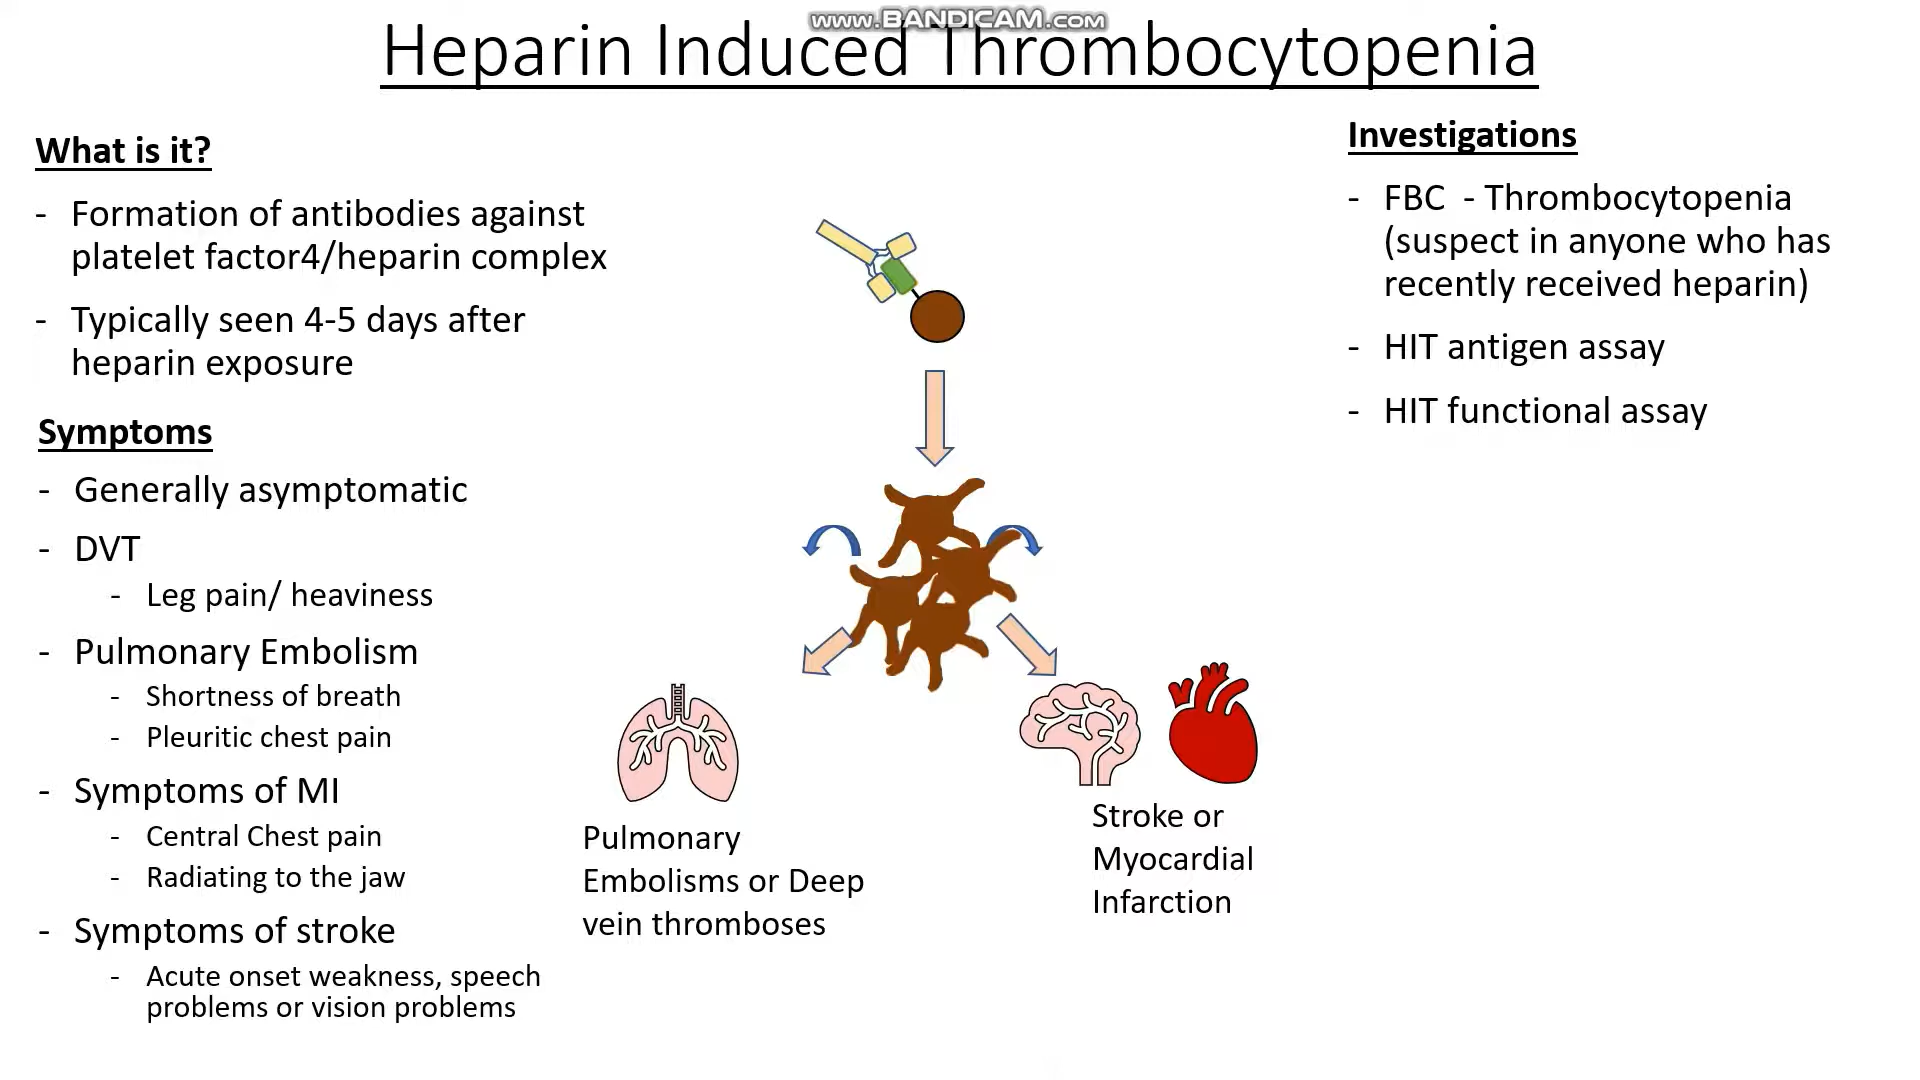 www.BANDICAM.com
Heparin Induced Thrombocytopenia
What is it?
- Formation of antibodies against
platelet factor4/heparin complex
- Typically seen 4-5 days after
heparin exposure
Symptoms
- Generally asymptomatic
- DVT
- Leg pain/ heaviness
- Pulmonary Embolism
- Shortness of breath
- Pleuritic chest pain
- Symptoms of MI
- Central Chest pain
- Radiating to the jaw
- Symptoms of stroke
- Acute onset weakness, speech
problems or vision problems
Pulmonary
Embolisms or Deep
vein thromboses
Stroke or
Myocardial
Infarction
Investigations
- FBC - Thrombocytopenia
(suspect in anyone who has
recently received heparin)
- HIT antigen assay
- HIT functional assay